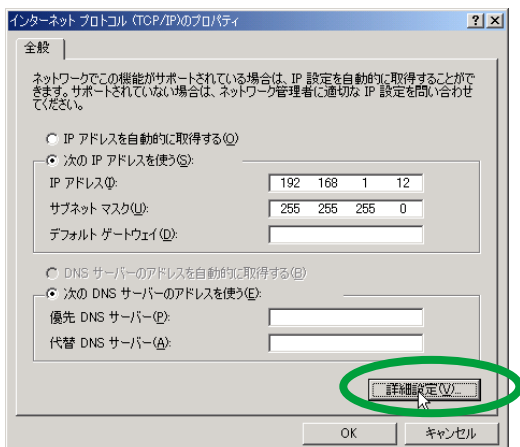 インターネット プロトコル (TCP/IP)のプロパティ
全般
ネットワークでこの機能がサポートされている場合は、IP 設定を自動的に取得することがで
きます。サポートされていない場合は、ネットワーク管理者に適切な IP 設定を問い合わせ
てください。
IP アドレスを自動的に取得する(O)
次の IP アドレスを使う(S):
IP アドレス(I): 192 168 1 12
サブネット マスク(U): 255 255 255 0
デフォルト ゲートウェイ(D):
DNS サーバーのアドレスを自動的に取得する(B)
次の DNS サーバーのアドレスを使う(E):
優先 DNS サーバー(P):
代替 DNS サーバー(A):
詳細設定(V)...
OK キャンセル